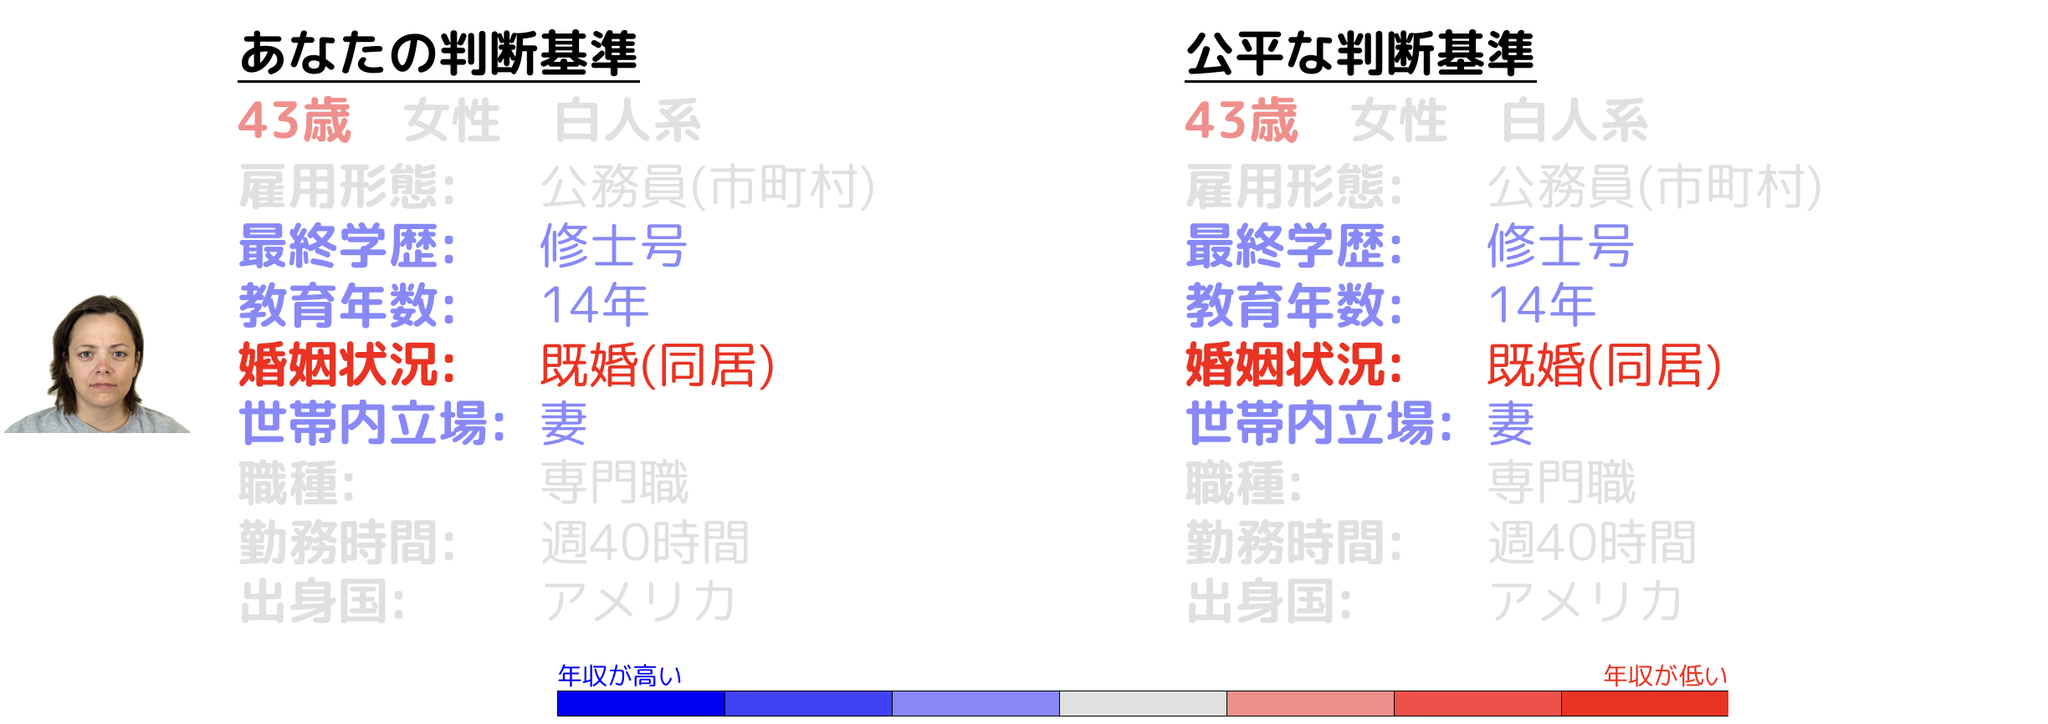 あなたの判断基準
43歳 女性 白人系
雇用形態: 公務員(市町村)
最終学歴: 修士号
教育年数: 14年
婚姻状況: 既婚(同居)
世帯内立場: 妻
職種: 専門職
勤務時間: 週40時間
出身国: アメリカ
公平な判断基準
43歳 女性 白人系
雇用形態: 公務員(市町村)
最終学歴: 修士号
教育年数: 14年
婚姻状況: 既婚(同居)
世帯内立場: 妻
職種: 専門職
勤務時間: 週40時間
出身国: アメリカ
年収が高い
年収が低い